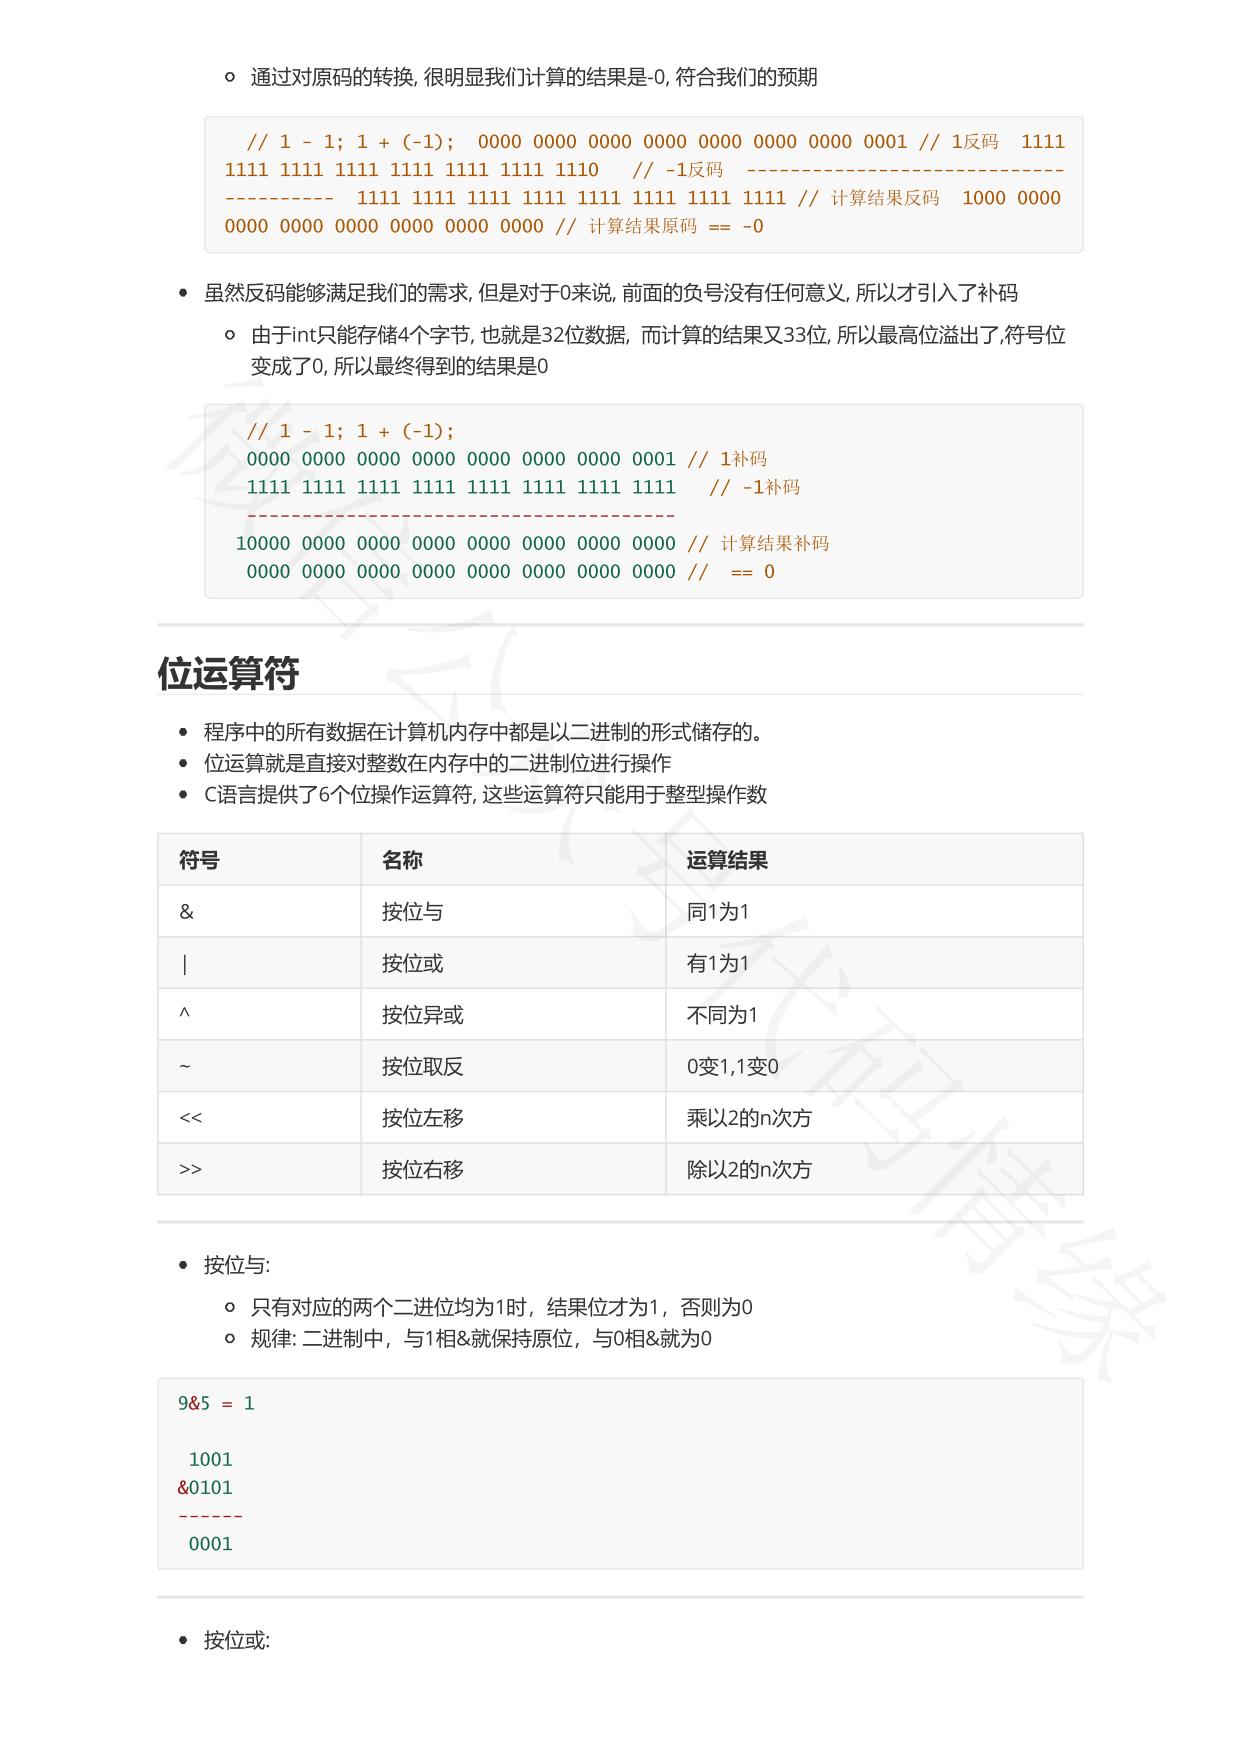 通过对原码的转换, 很明显我们计算的结果是-0, 符合我们的预期
// 1 - 1; 1 + (-1);  0000 0000 0000 0000 0000 0000 0000 0001 // 1反码  1111
1111 1111 1111 1111 1111 1111 1110   // -1反码  -----------------------------
----------  1111 1111 1111 1111 1111 1111 1111 1111 // 计算结果反码  1000 0000
0000 0000 0000 0000 0000 0000 // 计算结果原码 == -0
虽然反码能够满足我们的需求, 但是对于0来说, 前面的负号没有任何意义, 所以才引入了补码
由于int只能存储4个字节, 也就是32位数据, 而计算的结果又33位, 所以最高位溢出了,符号位
变成了0, 所以最终得到的结果是0
// 1 - 1; 1 + (-1);
0000 0000 0000 0000 0000 0000 0000 0001 // 1补码
1111 1111 1111 1111 1111 1111 1111 1111   // -1补码
---------------------------------------
10000 0000 0000 0000 0000 0000 0000 0000 // 计算结果补码
0000 0000 0000 0000 0000 0000 0000 0000 //  == 0
位运算符
程序中的所有数据在计算机内存中都是以二进制的形式储存的。
位运算就是直接对整数在内存中的二进制位进行操作
C语言提供了6个位操作运算符, 这些运算符只能用于整型操作数
符号 名称 运算结果
& 按位与 同1为1
| 按位或 有1为1
^ 按位异或 不同为1
~ 按位取反 0变1,1变0
<< 按位左移 乘以2的n次方
>> 按位右移 除以2的n次方
按位与:
只有对应的两个二进位均为1时，结果位才为1，否则为0
规律: 二进制中，与1相&就保持原位，与0相&就为0
9&5 = 1
1001
&0101
------
0001
按位或:
微信公众号代码情缘